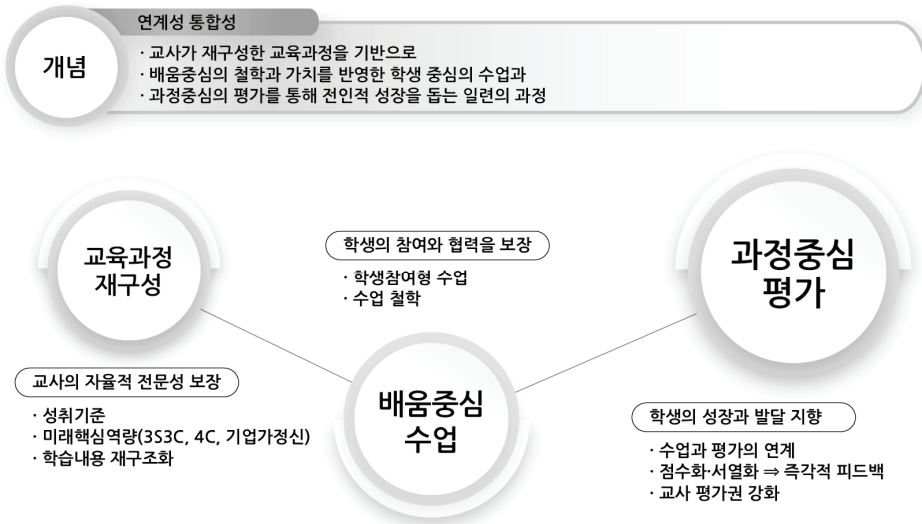 연계성 통합성
개념
· 교사가 재구성한 교육과정을 기반으로
· 배움중심의 철학과 가치를 반영한 학생 중심의 수업과
· 과정중심의 평가를 통해 전인적 성장을 돕는 일련의 과정
교육과정
재구성
교사의 자율적 전문성 보장
· 성취기준
· 미래핵심역량(3S3C, 4C, 기업가정신)
· 학습내용 재구조화
학생의 참여와 협력을 보장
· 학생참여형 수업
· 수업 철학
배움중심
수업
과정중심
평가
학생의 성장과 발달 지향
· 수업과 평가의 연계
· 점수화·서열화 ⇒ 즉각적 피드백
· 교사 평가권 강화